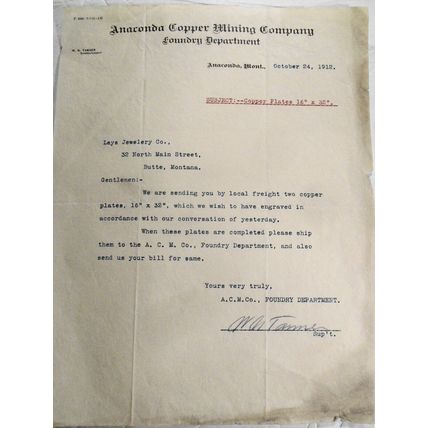 Anaconda Copper Mining Company
Foundry Department
Anaconda, Mont., October 24, 1912.
SUBJECT:--Copper Plates 16" x 32".
Leys Jewelery Co.,
32 North Main Street,
Butte, Montana.
Gentlemen:-
We are sending you by local freight two copper
plates, 16" x 32", which we wish to have engraved in
accordance with our conversation of yesterday.
When these plates are completed please ship
them to the A. C. M. Co., Foundry Department, and also
send us your bill for same.
Yours very truly,
A.C.M.Co., FOUNDRY DEPARTMENT.
Sup't.